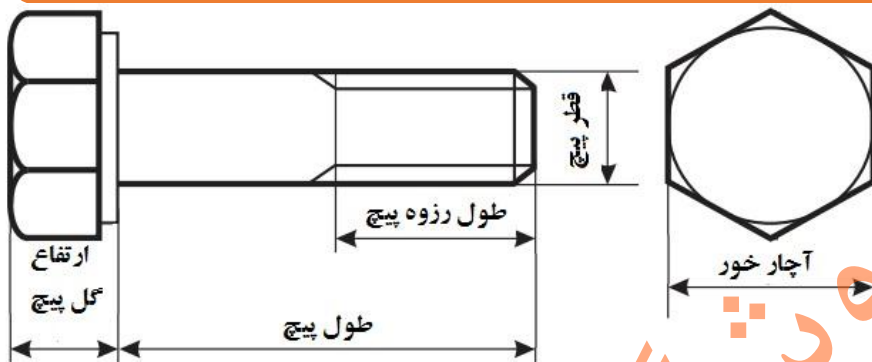 قطر پیچ
طول رزوه پیچ
آچار خور
ارتفاع
گل پیچ
طول پیچ